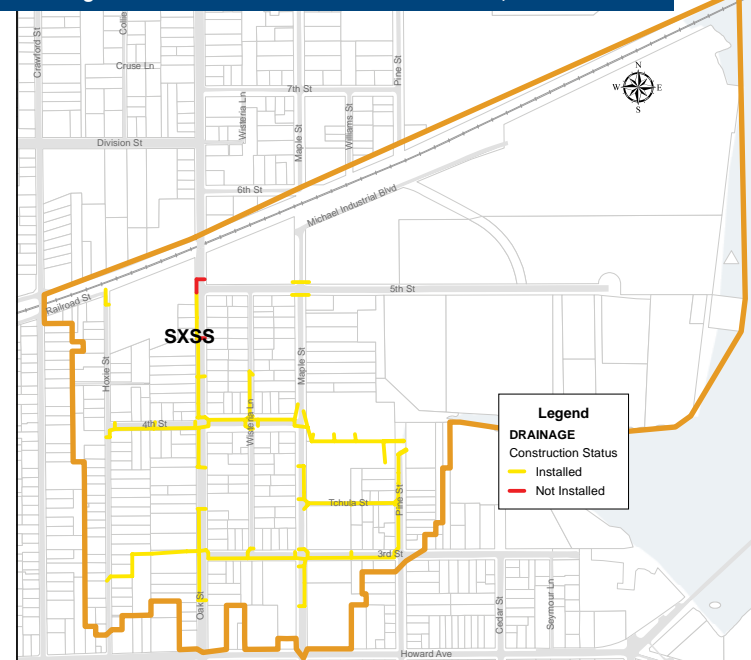 Crawford St
Collie
Cruse Ln
Pine St
7th St
Wisteria Ln
Maple St
Williams St
N
W
E
S
Division St
6th St
Michael Industrial Blvd
5th St
Railroad St
SXSS
Hoxie St
Maple St
Wisteria Ln
4th St
Legend
DRAINAGE
Construction Status
Installed
Not Installed
Tchula St
Pine St
3rd St
Oak St
Cedar St
Seymour Ln
Howard Ave